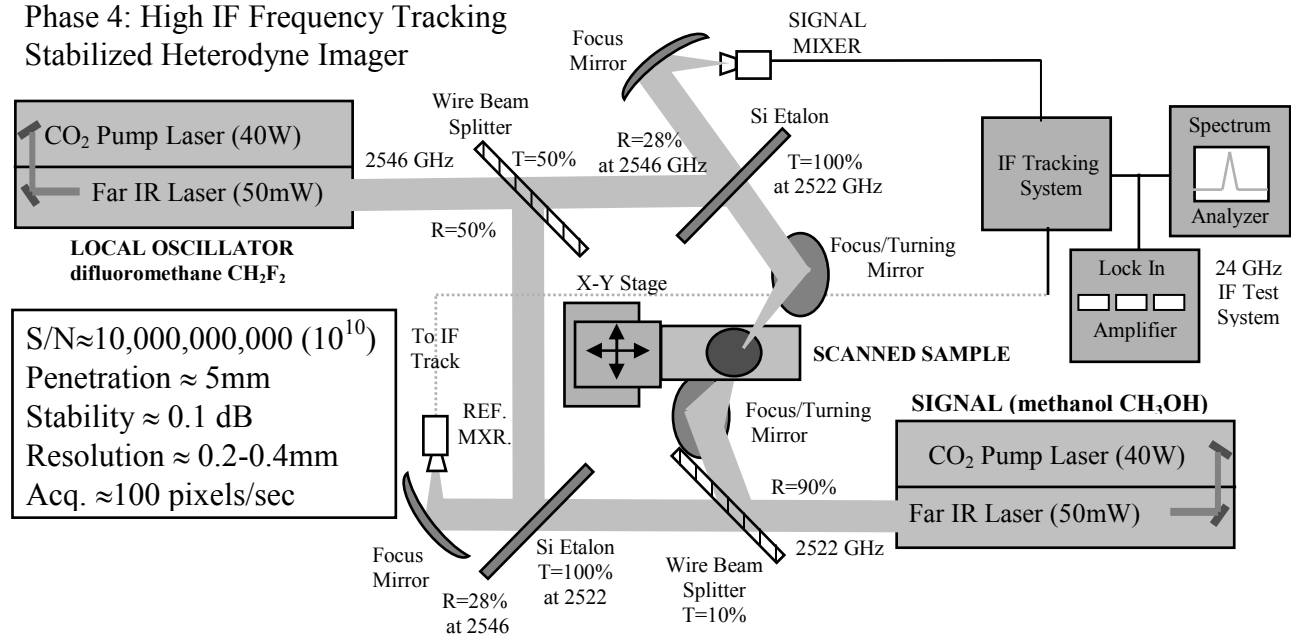 Phase 4: High IF Frequency Tracking
Stabilized Heterodyne Imager
CO₂ Pump Laser (40W)
Far IR Laser (50mW)
LOCAL OSCILLATOR
difluoromethane CH₂F₂
2546 GHz
Wire Beam
Splitter
T=50%
R=50%
Focus
Mirror
SIGNAL
MIXER
R=28%
at 2546 GHz
Si Etalon
T=100%
at 2522 GHz
IF Tracking
System
Spectrum
Analyzer
Lock In
Amplifier
24 GHz
IF Test
System
Focus/Turning
Mirror
X-Y Stage
SCANNED SAMPLE
S/N≈10,000,000,000 (10¹⁰)
Penetration ≈ 5mm
Stability ≈ 0.1 dB
Resolution ≈ 0.2-0.4mm
Acq. ≈100 pixels/sec
To IF
Track
REF.
MXR.
Focus/Turning
Mirror
SIGNAL (methanol CH₃OH)
CO₂ Pump Laser (40W)
Far IR Laser (50mW)
R=90%
2522 GHz
Focus
Mirror
Si Etalon
T=100%
at 2522
R=28%
at 2546
Wire Beam
Splitter
T=10%